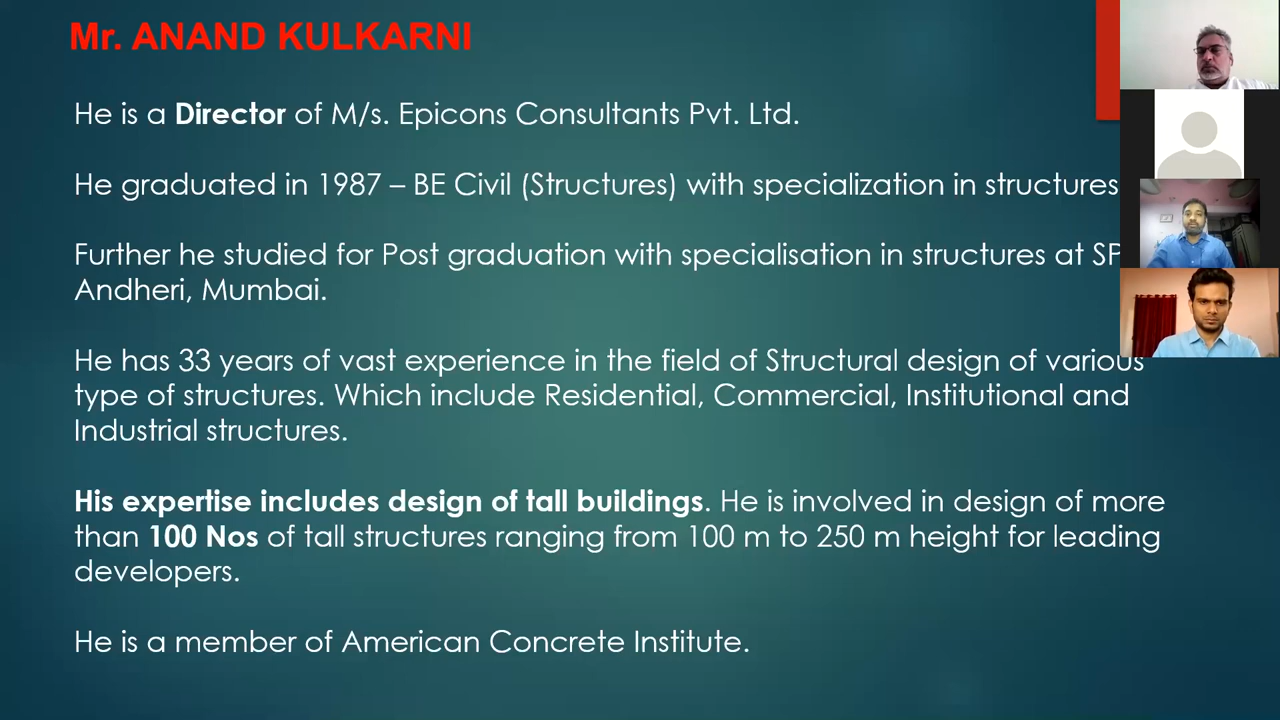 Mr. ANAND KULKARNI
He is a Director of M/s. Epicons Consultants Pvt. Ltd.
He graduated in 1987 – BE Civil (Structures) with specialization in structures
Further he studied for Post graduation with specialisation in structures at SP
Andheri, Mumbai.
He has 33 years of vast experience in the field of Structural design of various
type of structures. Which include Residential, Commercial, Institutional and
Industrial structures.
His expertise includes design of tall buildings. He is involved in design of more
than 100 Nos of tall structures ranging from 100 m to 250 m height for leading
developers.
He is a member of American Concrete Institute.